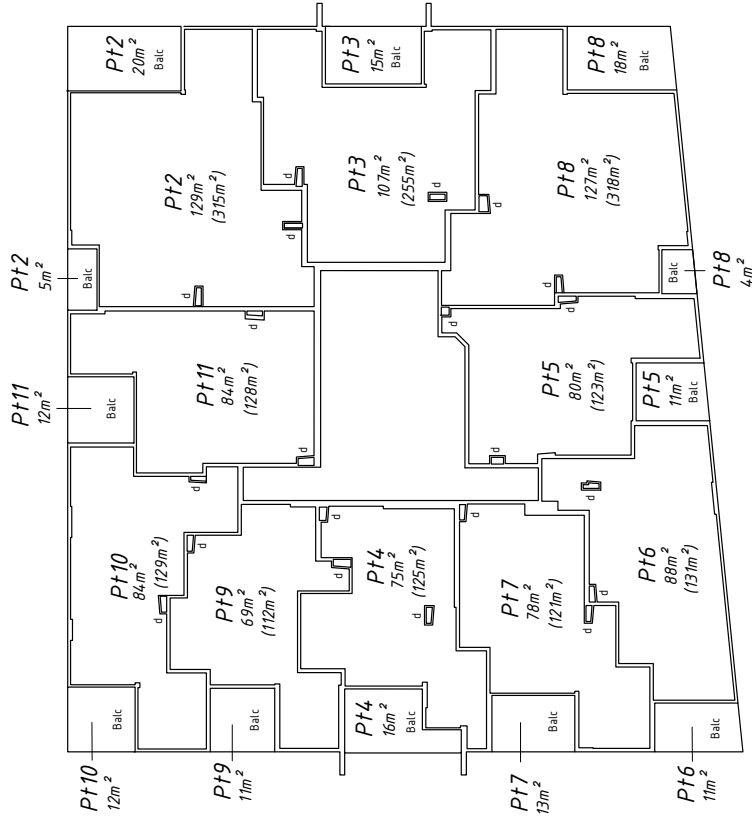 Pt2
20m²
Balc
Pt3
15m²
Balc
Pt8
18m²
Balc
Pt2
129m²
(315m²)
d
d
d
Pt3
107m²
(255m²)
d
Pt8
127m²
(318m²)
d
d
Pt2
5m²
Balc
Pt8
4m²
Balc
Pt11
12m²
Balc
Pt11
84m²
(128m²)
d
d
Pt5
80m²
(123m²)
d
d
Pt5
11m²
Balc
Pt10
84m²
(129m²)
d
d
Pt9
69m²
(112m²)
d
Pt4
75m²
(125m²)
d
d
d
Pt7
78m²
(121m²)
d
d
Pt6
88m²
(131m²)
d
d
Pt10
12m²
Balc
Pt9
11m²
Balc
Pt4
16m²
Balc
Pt7
13m²
Balc
Pt6
11m²
Balc